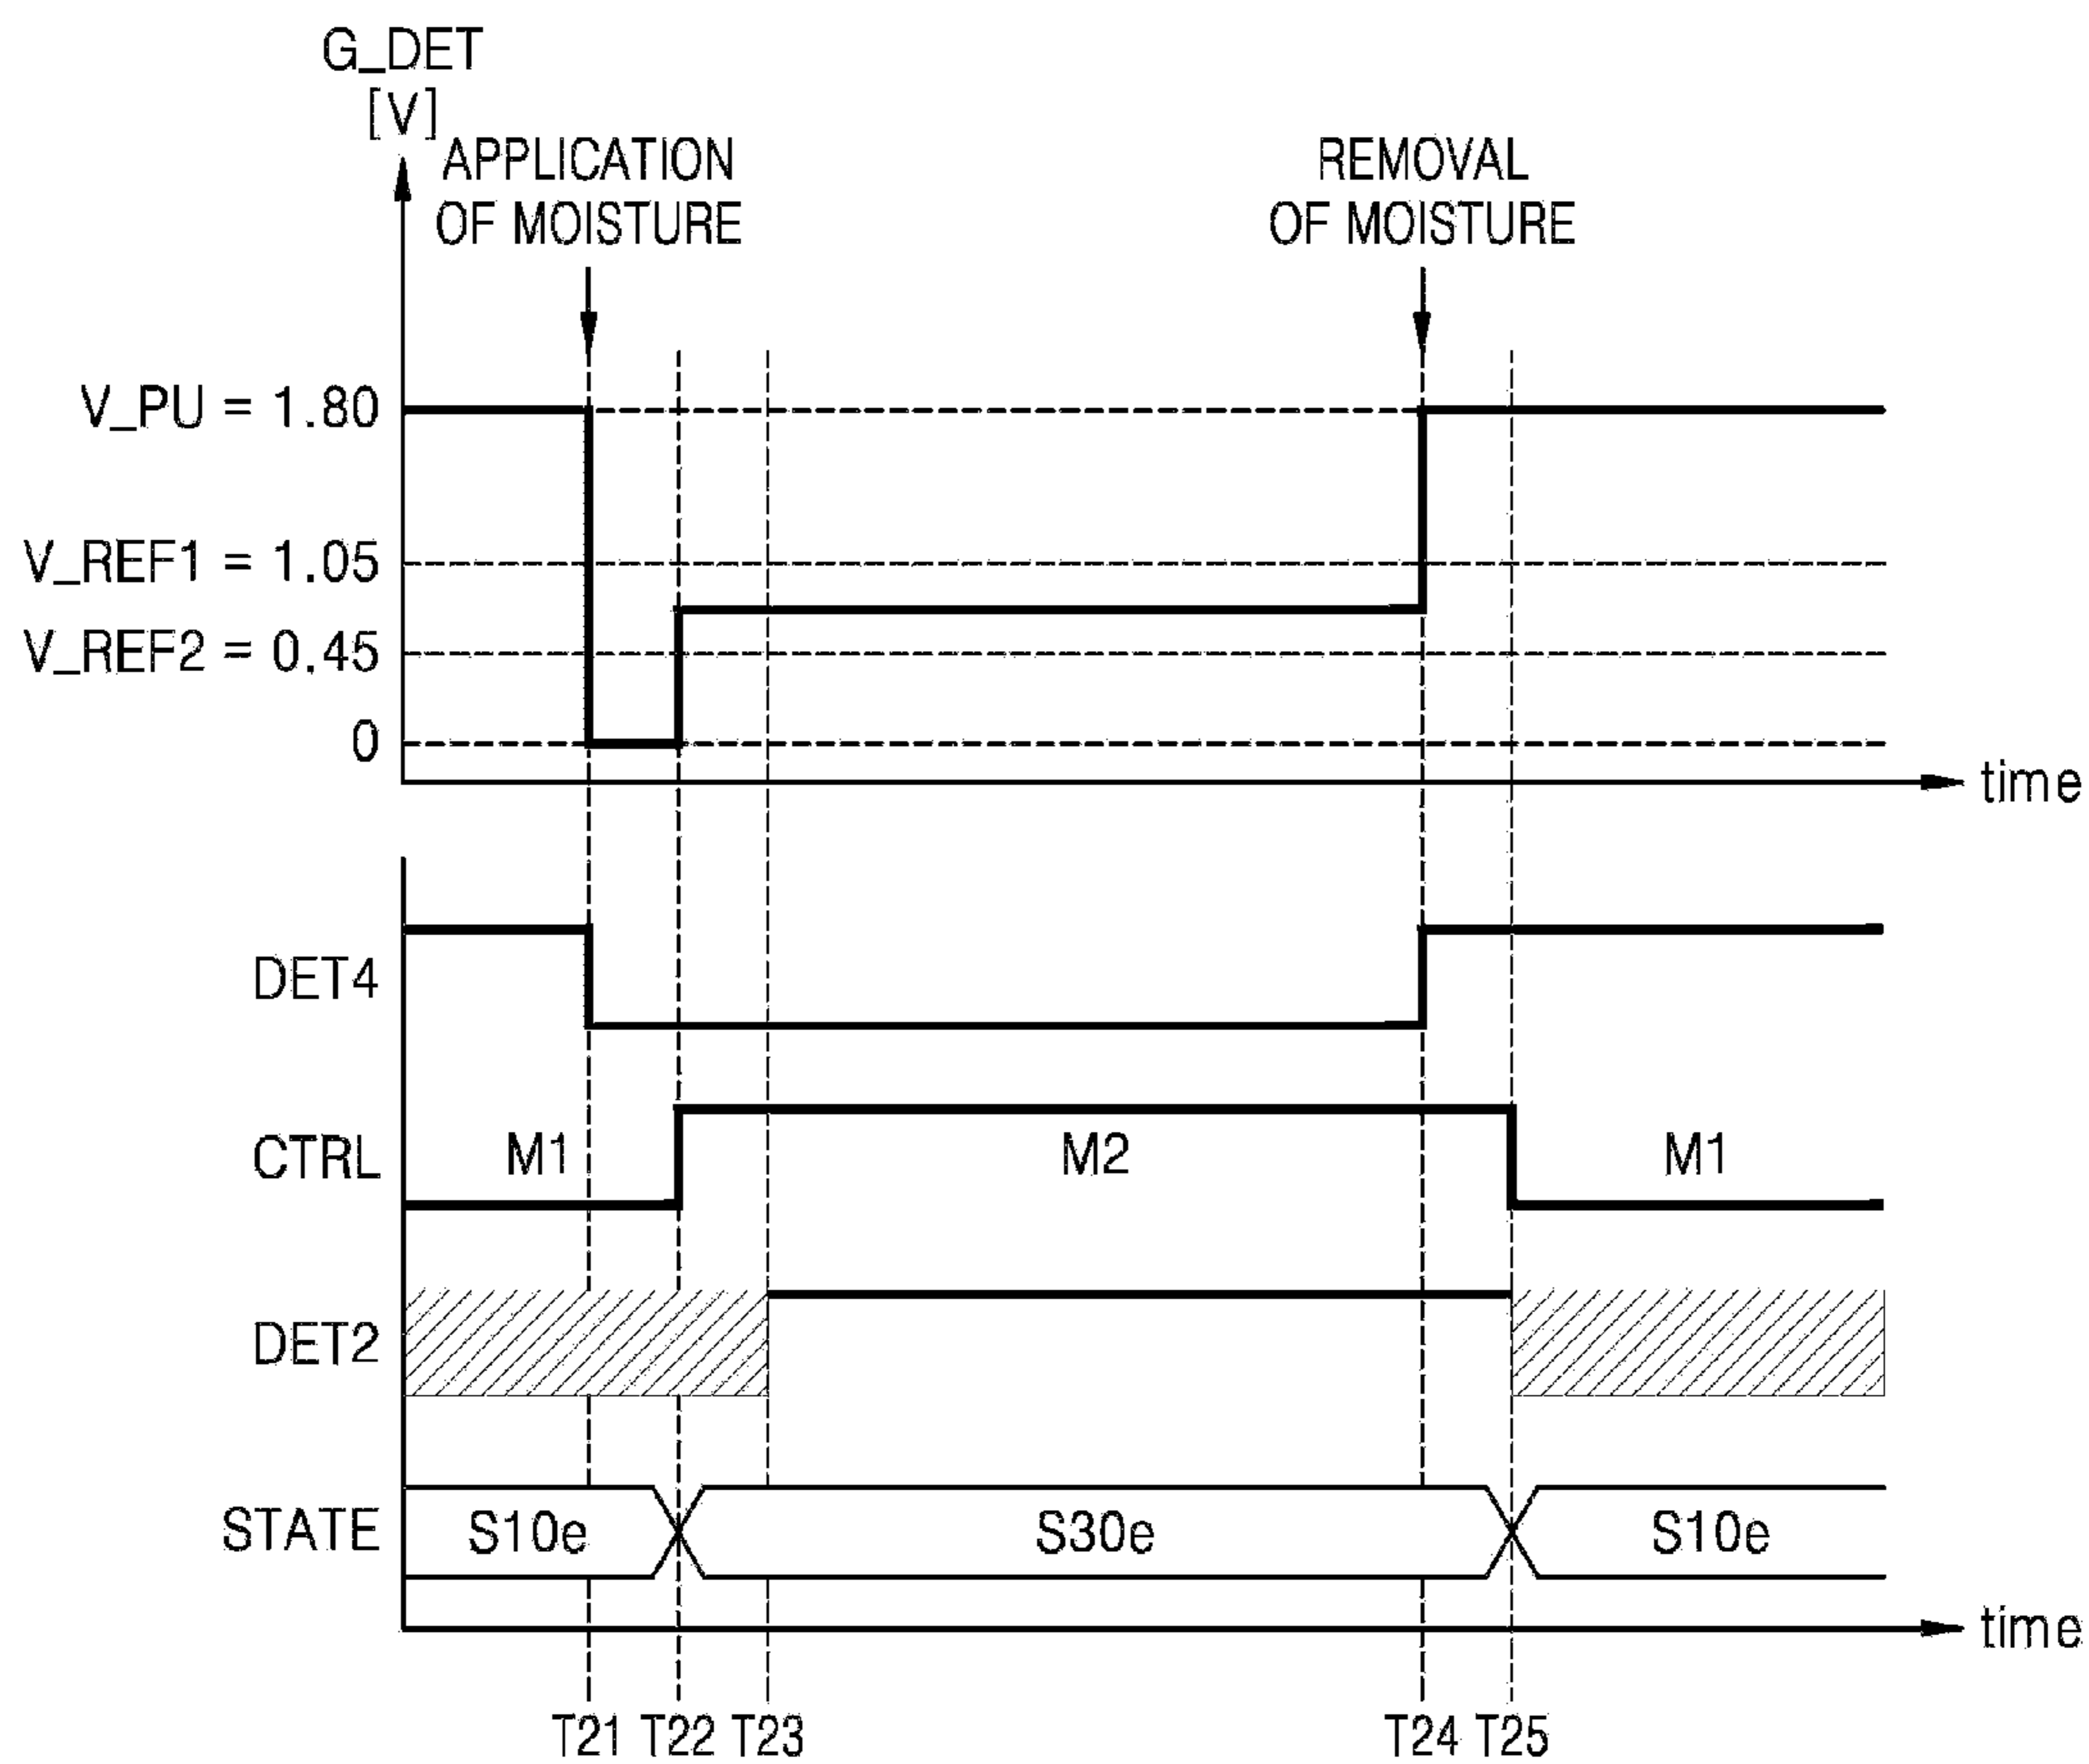 G_DET
[V]
APPLICATION
OF MOISTURE
REMOVAL
OF MOISTURE
V_PU = 1.80
V_REF1 = 1.05
V_REF2 = 0.45
0
time
DET4
CTRL
M1
M2
M1
DET2
STATE
S10e
S30e
S10e
time
T21 T22 T23 T24 T25